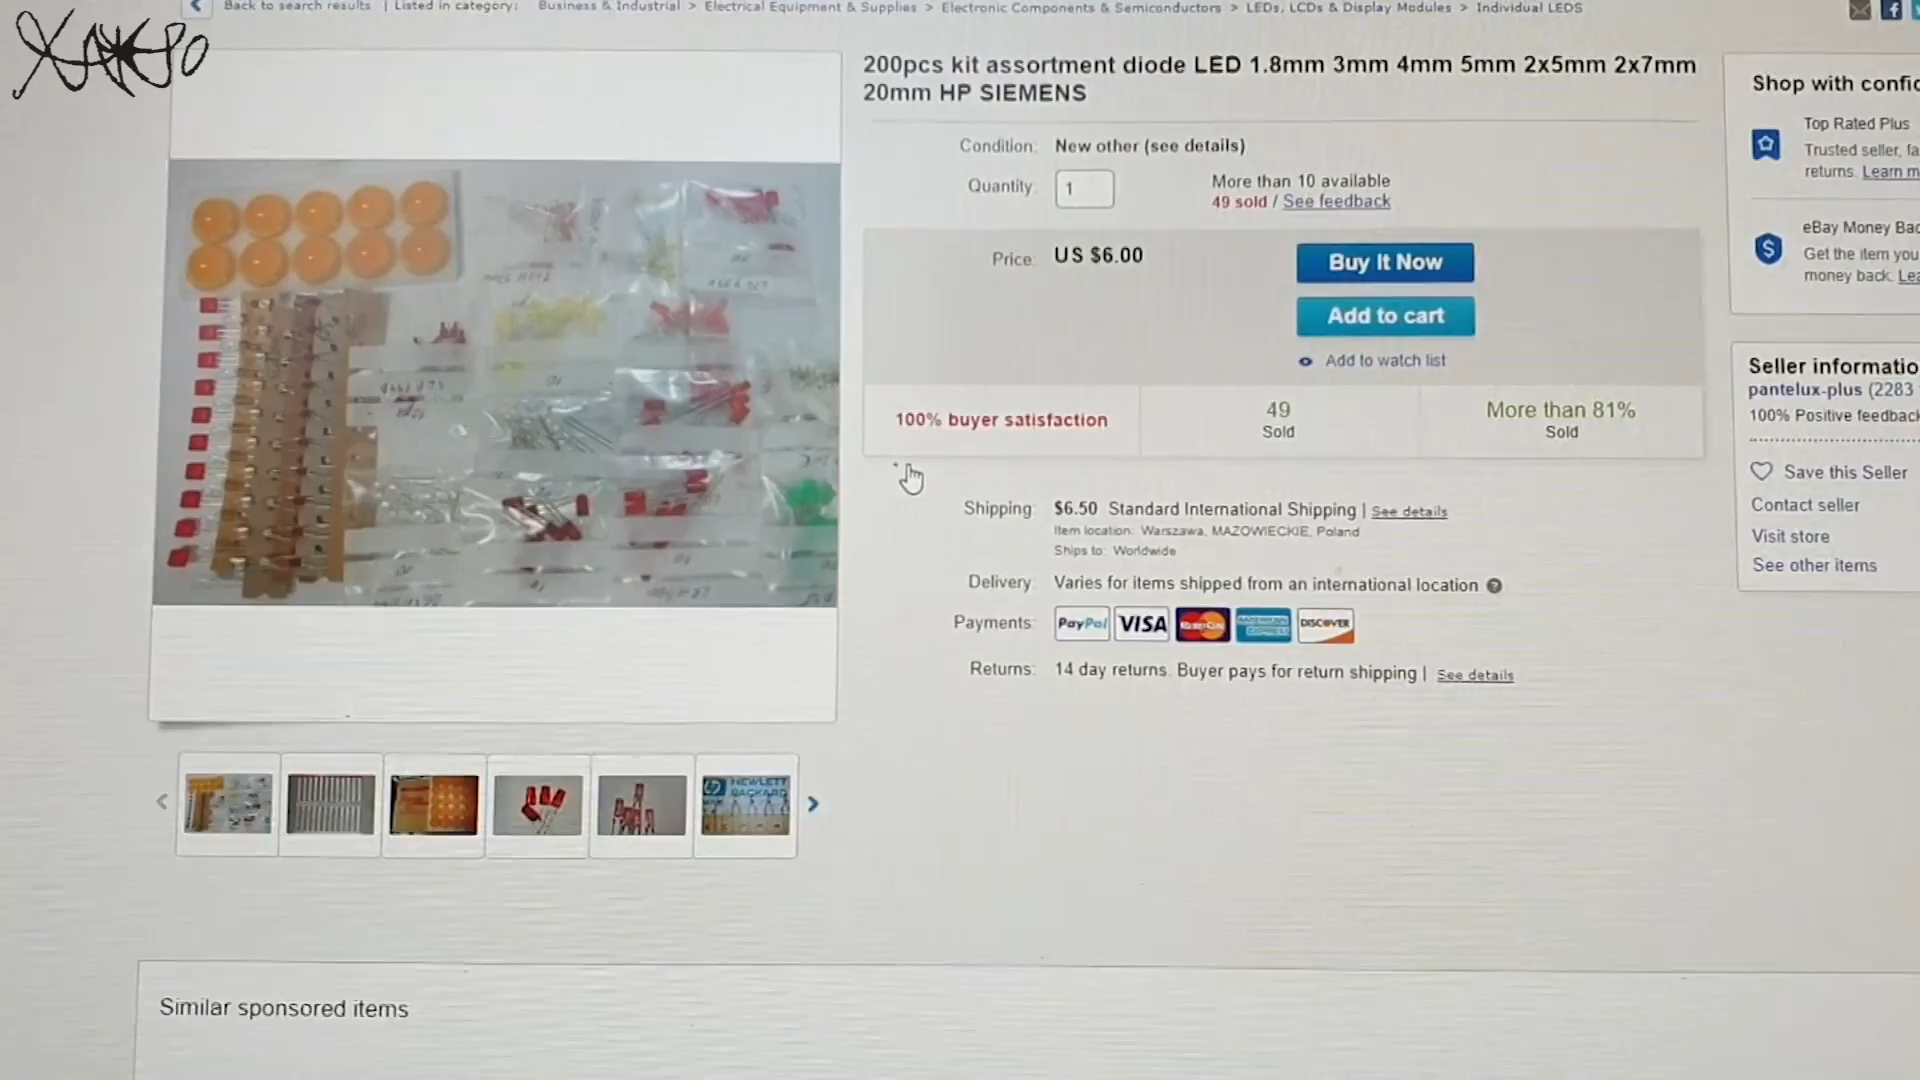 Back to search results | Listed in category: Business & Industrial > Electrical Equipment & Supplies > Electronic Components & Semiconductors > LEDs, LCDs & Display Modules > Individual LEDS
200pcs kit assortment diode LED 1.8mm 3mm 4mm 5mm 2x5mm 2x7mm
20mm HP SIEMENS
Condition: New other (see details)
Quantity: 1
More than 10 available
49 sold / See feedback
Price: US $6.00
Buy It Now
Add to cart
Add to watch list
100% buyer satisfaction
49
Sold
More than 81%
Sold
Shipping: $6.50 Standard International Shipping | See details
Item location: Warszawa, MAZOWIECKIE, Poland
Ships to: Worldwide
Delivery: Varies for items shipped from an international location
Payments: PayPal VISA MasterCard AMERICAN EXPRESS DISCOVER
Returns: 14 day returns. Buyer pays for return shipping | See details
Shop with confid
Top Rated Plus
Trusted seller, fa
returns. Learn m
eBay Money Bac
Get the item you
money back. Lea
Seller informatio
pantelux-plus (2283
100% Positive feedback
Save this Seller
Contact seller
Visit store
See other items
hp HEWLETT
PACKARD
Similar sponsored items